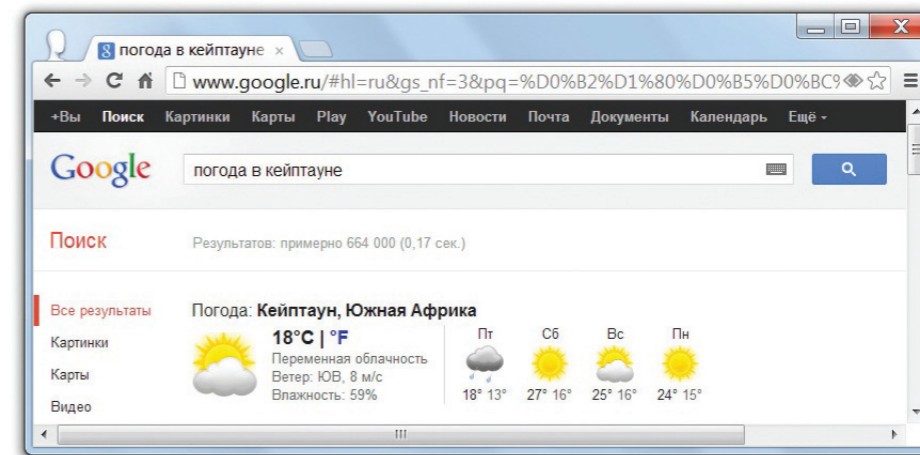 погода в кейптауне
www.google.ru/#hl=ru&gs_nf=3&pq=%D0%B2%D1%80%D0%B5%D0%BC%
+Вы Поиск Картинки Карты Play YouTube Новости Почта Документы Календарь Ещё
Google погода в кейптауне
Поиск Результатов: примерно 664 000 (0,17 сек.)
Все результаты
Картинки
Карты
Видео
Погода: Кейптаун, Южная Африка
18°C | °F
Переменная облачность
Ветер: ЮВ, 8 м/с
Влажность: 59%
Пт Сб Вс Пн
18° 13° 27° 16° 25° 16° 24° 15°